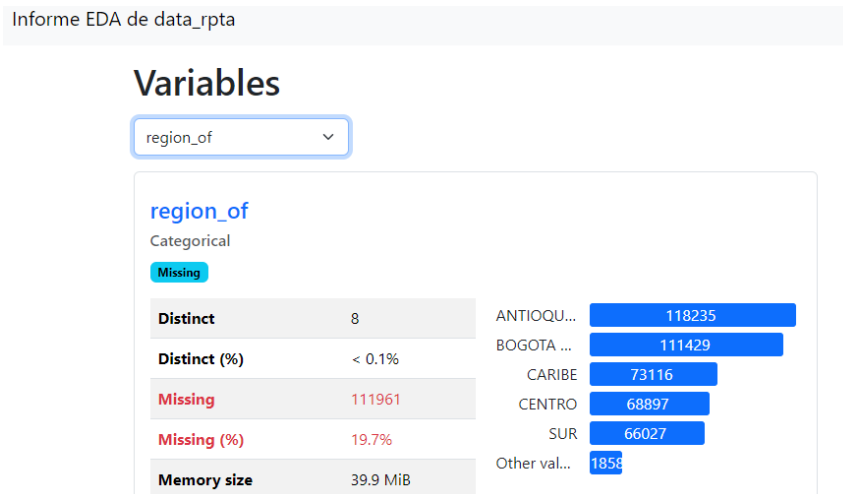 Informe EDA de data_rpta
Variables
region_of
region_of
Categorical
Missing
Distinct 8
Distinct (%) < 0.1%
Missing 111961
Missing (%) 19.7%
Memory size 39.9 MiB
ANTIOQU... 118235
BOGOTA ... 111429
CARIBE 73116
CENTRO 68897
SUR 66027
Other val... 1858